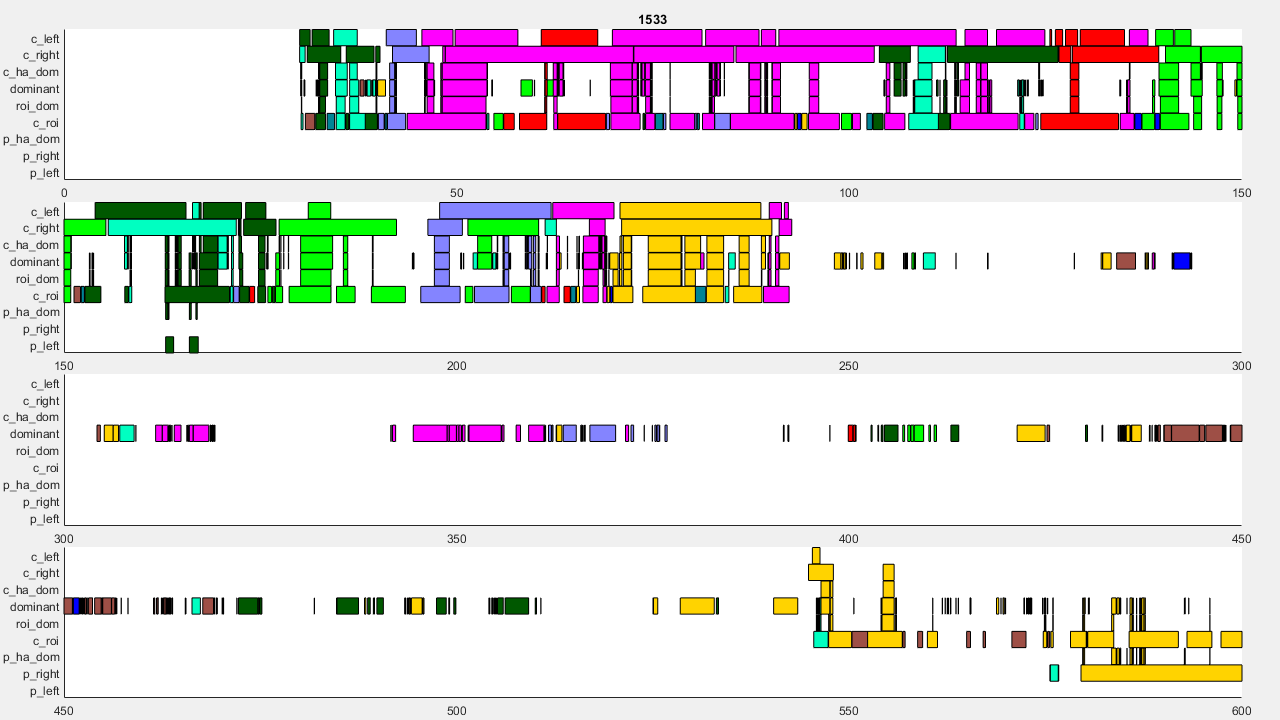 1533
c_left
c_right
c_ha_dom
dominant
roi_dom
c_roi
p_ha_dom
p_right
p_left
0 50 100 150
c_left
c_right
c_ha_dom
dominant
roi_dom
c_roi
p_ha_dom
p_right
p_left
150 200 250 300
c_left
c_right
c_ha_dom
dominant
roi_dom
c_roi
p_ha_dom
p_right
p_left
300 350 400 450
c_left
c_right
c_ha_dom
dominant
roi_dom
c_roi
p_ha_dom
p_right
p_left
450 500 550 600